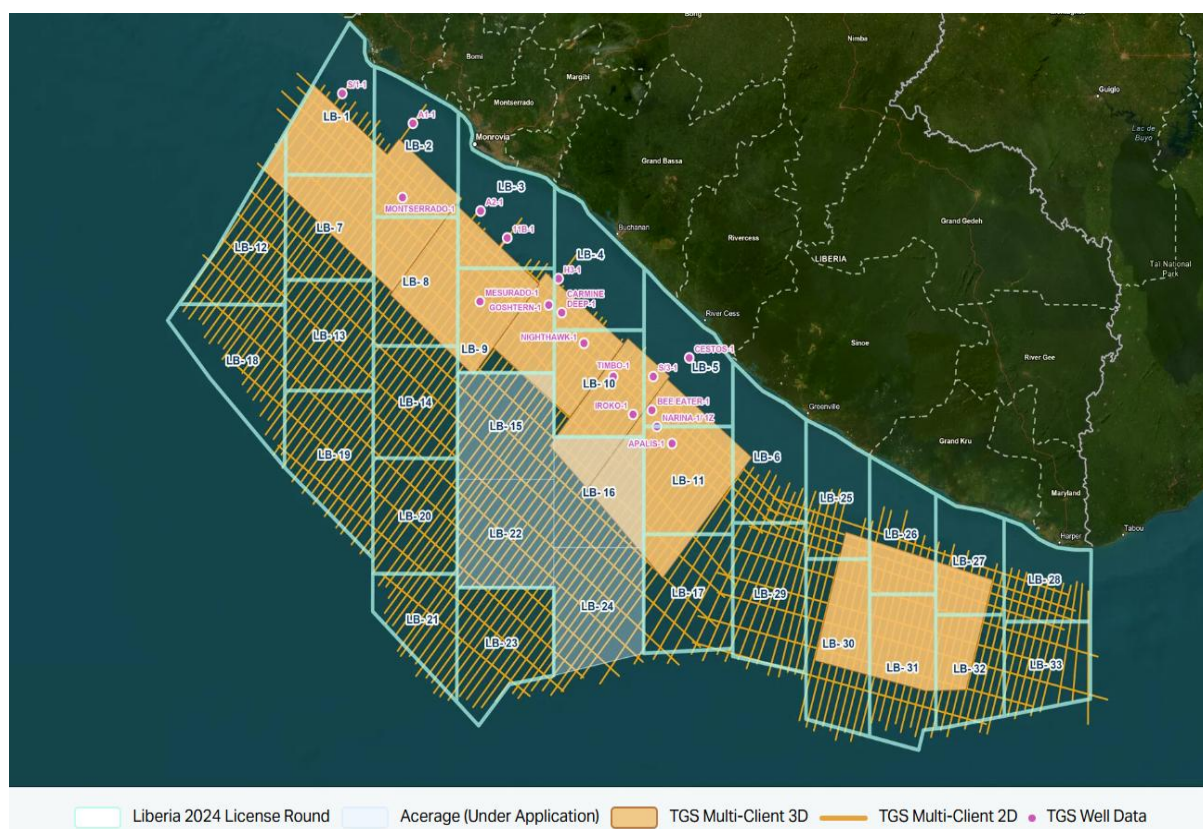 Bong
Nimba
Bomi
Margibi
Guiglo
S/1-1
Montserrado
LB- 1
A1-1
Lac de
Buyo
Monrovia
LB- 2
Grand Bassa
LB- 3
MONTSERRADO-1
A2-1
Grand Gedeh
LB- 7
Buchanan
Rivercess
11B-1
LB- 4
LIBERIA
Taï National
Park
LB- 12
H3-1
LB- 8
MESURADO-1
CARMINE
DEEP-1
GOSHTERN-1
River Cess
LB- 13
NIGHTHAWK-1
Sinoe
LB- 9
CESTOS-1
River Gee
LB- 18
LB- 5
TIMBO-1
S/3-1
LB- 10
LB- 14
BEE EATER-1
Greenville
IROKO-1
LB- 15
NARINA-1/ 1Z
Grand Kru
APALIS-1
LB- 19
LB- 6
LB- 11
LB- 16
Maryland
LB- 25
LB- 20
Tabou
LB- 22
LB- 26
Harper
LB- 27
LB- 28
LB- 21
LB- 24
LB- 17
LB- 29
LB- 23
LB- 30
LB- 31
LB- 32
LB- 33
Liberia 2024 License Round
Acerage (Under Application)
TGS Multi-Client 3D
TGS Multi-Client 2D
TGS Well Data